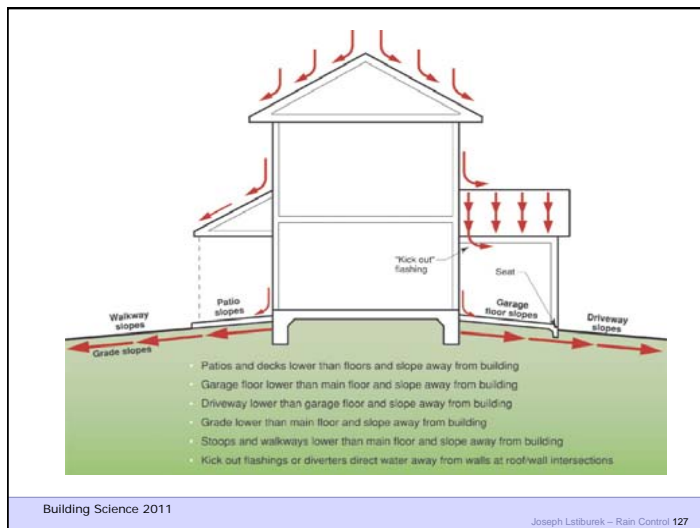 "Kick out"
flashing
Seat
Walkway
slopes
Patio
slopes
Garage
floor slopes
Driveway
slopes
Grade slopes
• Patios and decks lower than floors and slope away from building
• Garage floor lower than main floor and slope away from building
• Driveway lower than garage floor and slope away from building
• Grade lower than main floor and slope away from building
• Stoops and walkways lower than main floor and slope away from building
• Kick out flashings or diverters direct water away from walls at roof/wall intersections
Building Science 2011
Joseph Lstiburek – Rain Control 127